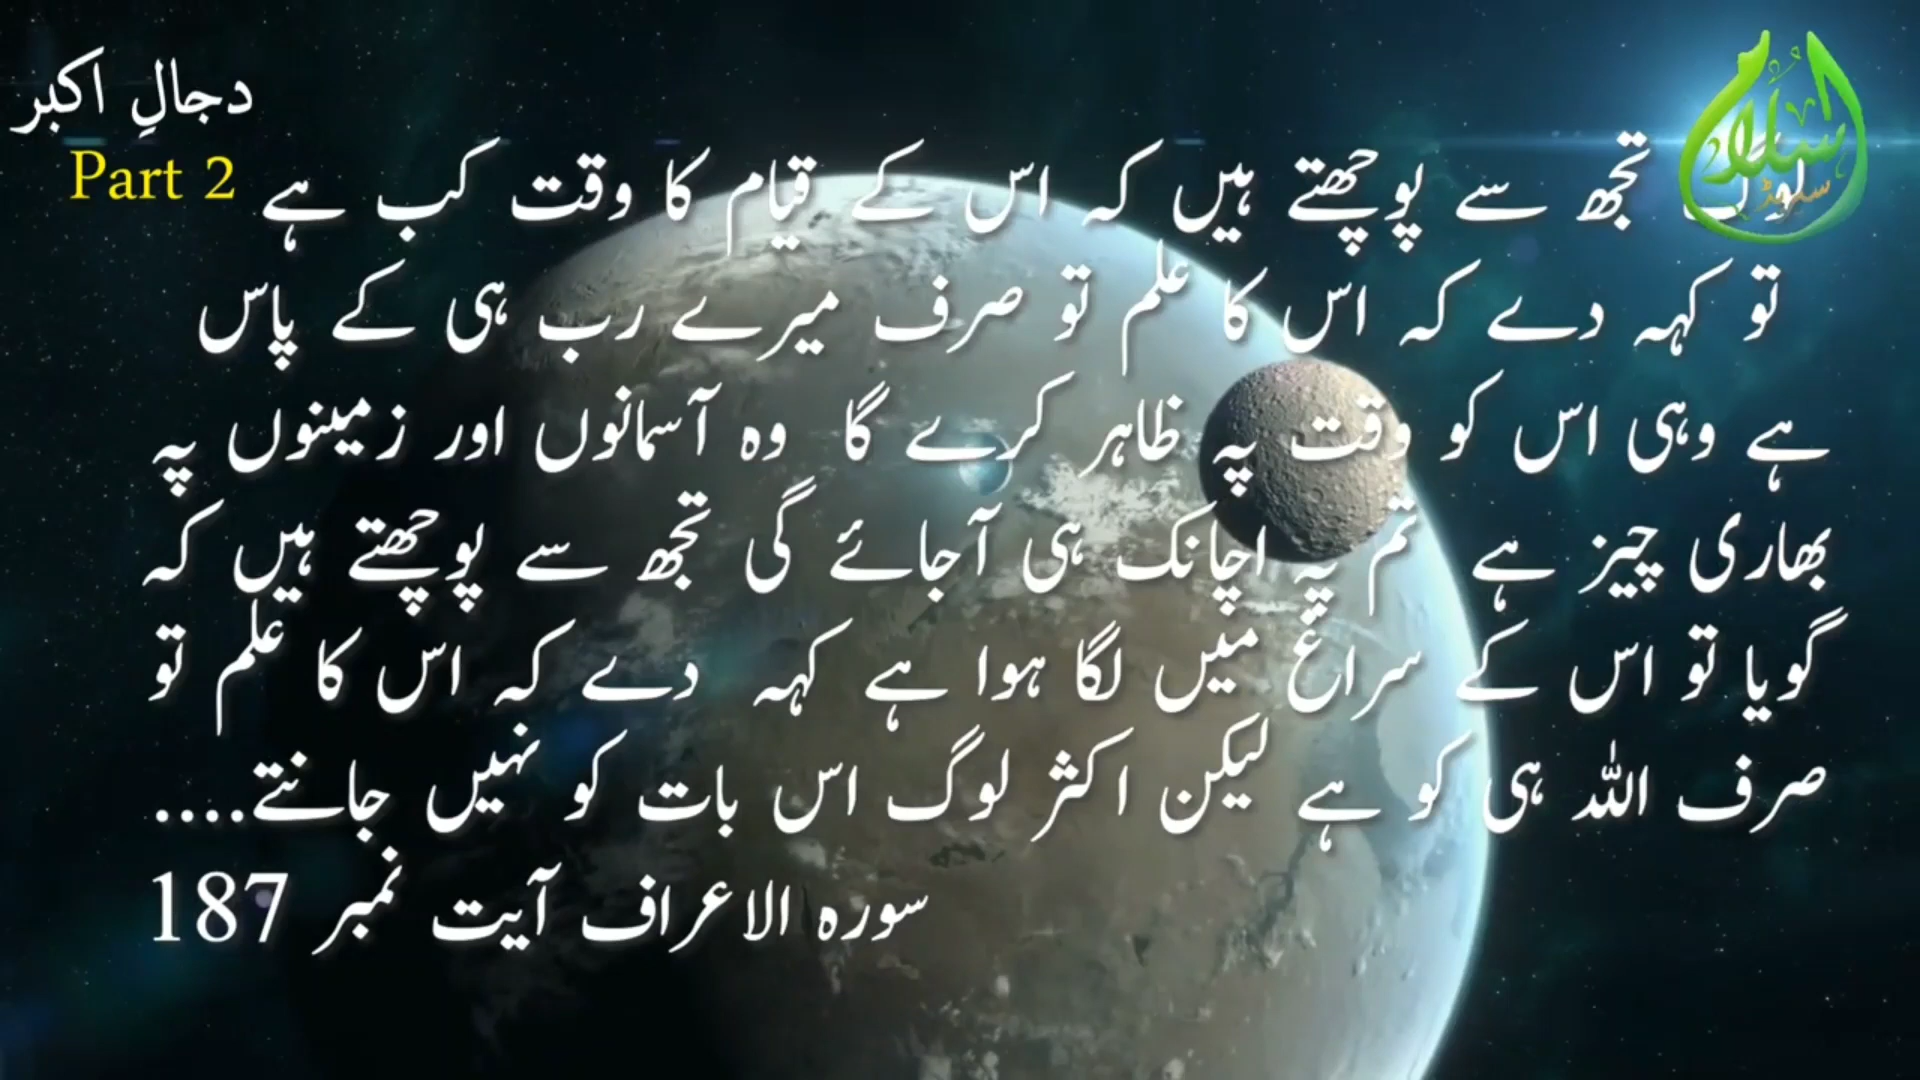 دجالِ اکبر
Part 2
تجھ سے پوچھتے ہیں کہ اس کے قیام کا وقت کب ہے
تو کہہ دے کہ اس کا علم تو صرف میرے رب ہی کے پاس
ہے وہی اس کو وقت پہ ظاہر کرے گا وہ آسمانوں اور زمینوں پہ
بھاری چیز ہے تم پہ اچانک ہی آجائے گی تجھ سے پوچھتے ہیں کہ
گویا تو اس کے سراغ میں لگا ہوا ہے کہہ دے کہ اس کا علم تو
صرف اللہ ہی کو ہے لیکن اکثر لوگ اس بات کو نہیں جانتے....
سورہ الاعراف آیت نمبر 187
اسلام